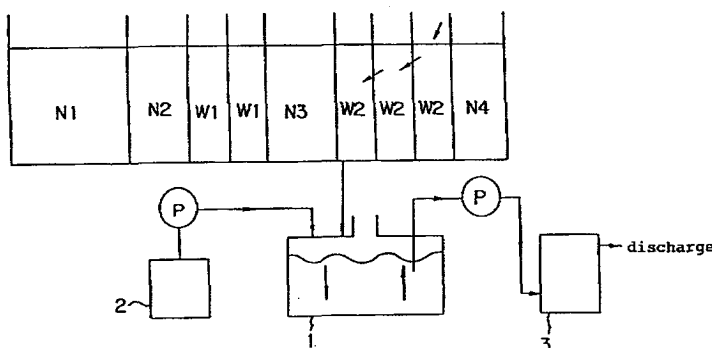 N1 N2 W1 W1 N3 W2 W2 W2 N4
P P
discharge
2 1 3